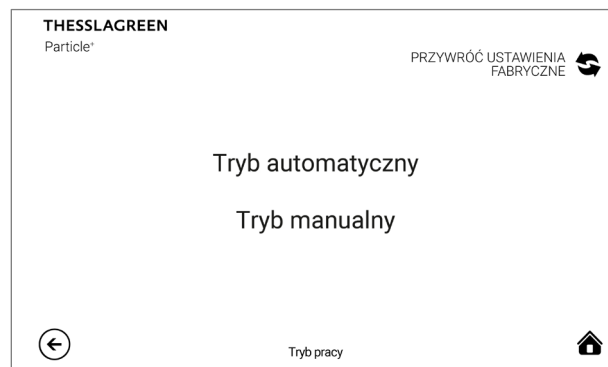 THESSLAGREEN
Particle⁺
PRZYWRÓĆ USTAWIENIA
FABRYCZNE
Tryb automatyczny
Tryb manualny
Tryb pracy